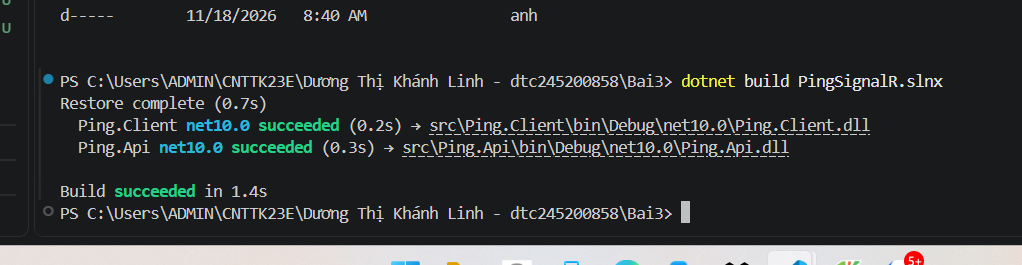 U
U
d-----        11/18/2026   8:40 AM                anh
PS C:\Users\ADMIN\CNTTK23E\Dương Thị Khánh Linh - dtc245200858\Bai3> dotnet build PingSignalR.slnx
Restore complete (0.7s)
  Ping.Client net10.0 succeeded (0.2s) → src\Ping.Client\bin\Debug\net10.0\Ping.Client.dll
  Ping.Api net10.0 succeeded (0.3s) → src\Ping.Api\bin\Debug\net10.0\Ping.Api.dll
Build succeeded in 1.4s
PS C:\Users\ADMIN\CNTTK23E\Dương Thị Khánh Linh - dtc245200858\Bai3>
5+